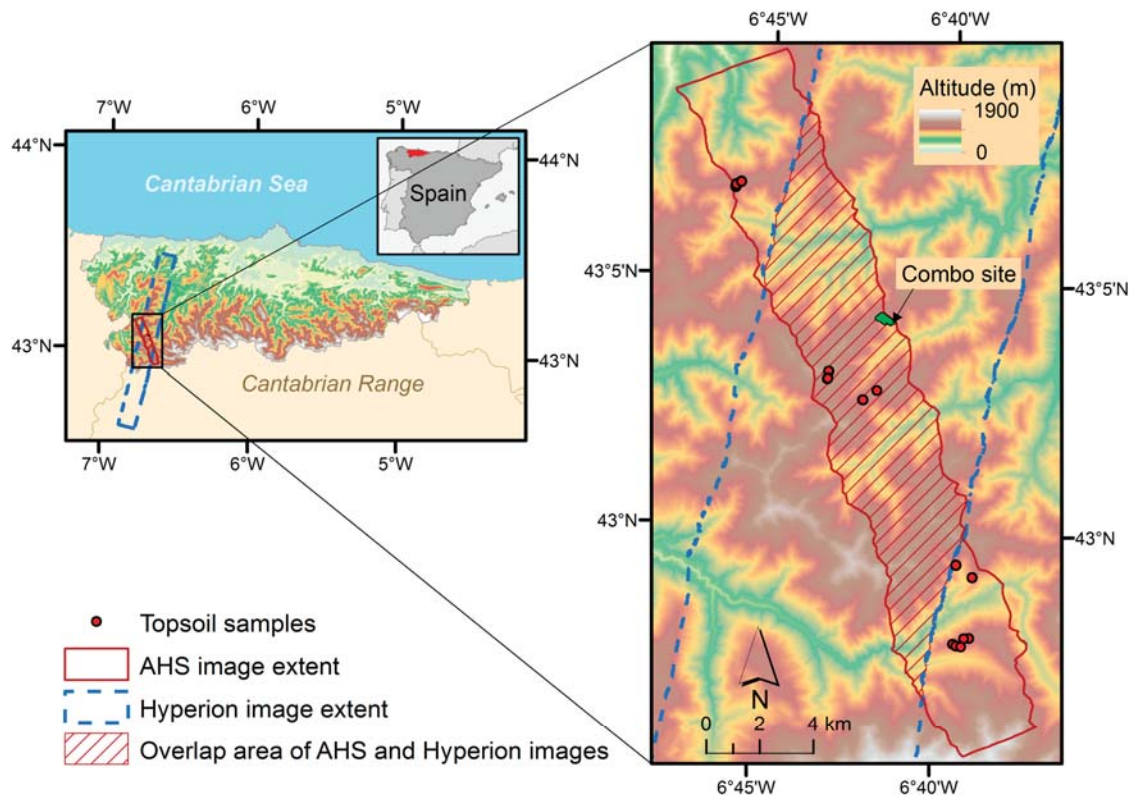 7°W
6°W
5°W
44°N
44°N
Cantabrian Sea
Spain
43°N
43°N
Cantabrian Range
7°W
6°W
5°W
Topsoil samples
AHS image extent
Hyperion image extent
Overlap area of AHS and Hyperion images
6°45'W
6°40'W
Altitude (m)
1900
0
43°5'N
43°5'N
Combo site
43°N
43°N
N
0 2 4 km
6°45'W
6°40'W